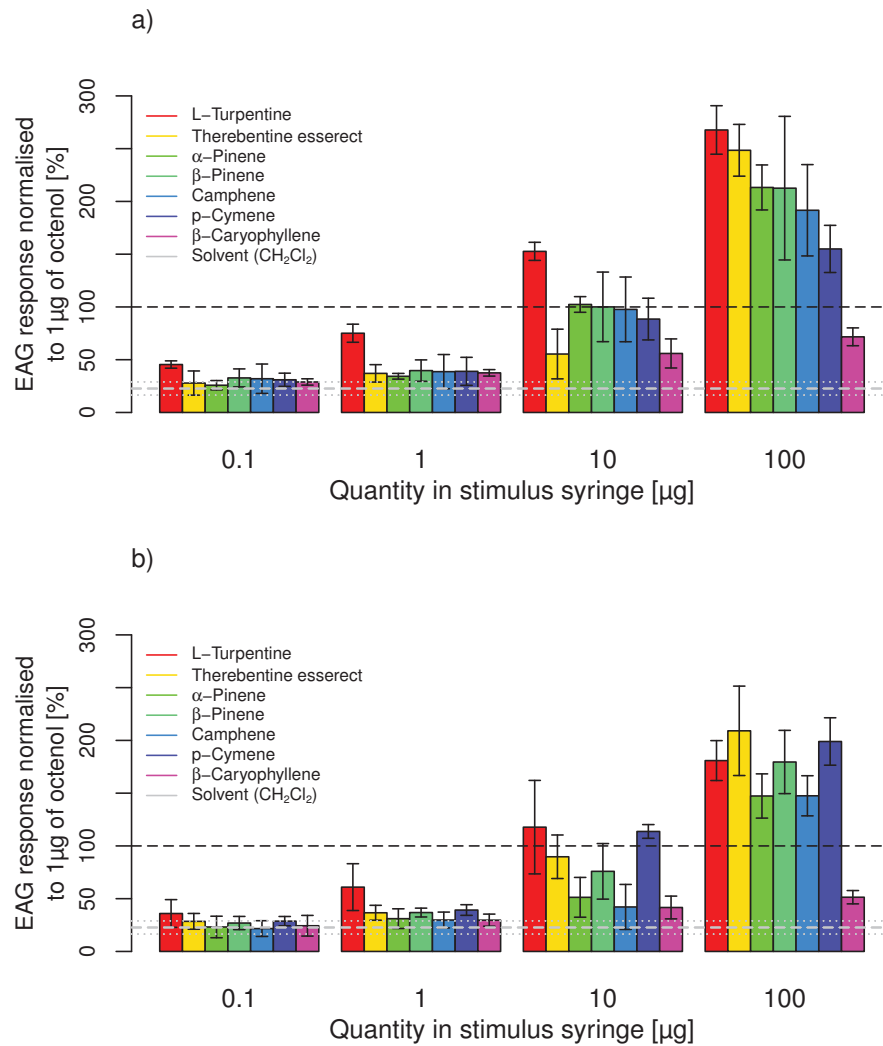 a)
EAG response normalised
to 1μg of octenol [%]
300
200
100
50
0
L−Turpentine
Therebentine esserect
α−Pinene
β−Pinene
Camphene
p−Cymene
β−Caryophyllene
Solvent (CH₂Cl₂)
0.1 1 10 100
Quantity in stimulus syringe [μg]
b)
EAG response normalised
to 1μg of octenol [%]
300
200
100
50
0
L−Turpentine
Therebentine esserect
α−Pinene
β−Pinene
Camphene
p−Cymene
β−Caryophyllene
Solvent (CH₂Cl₂)
0.1 1 10 100
Quantity in stimulus syringe [μg]